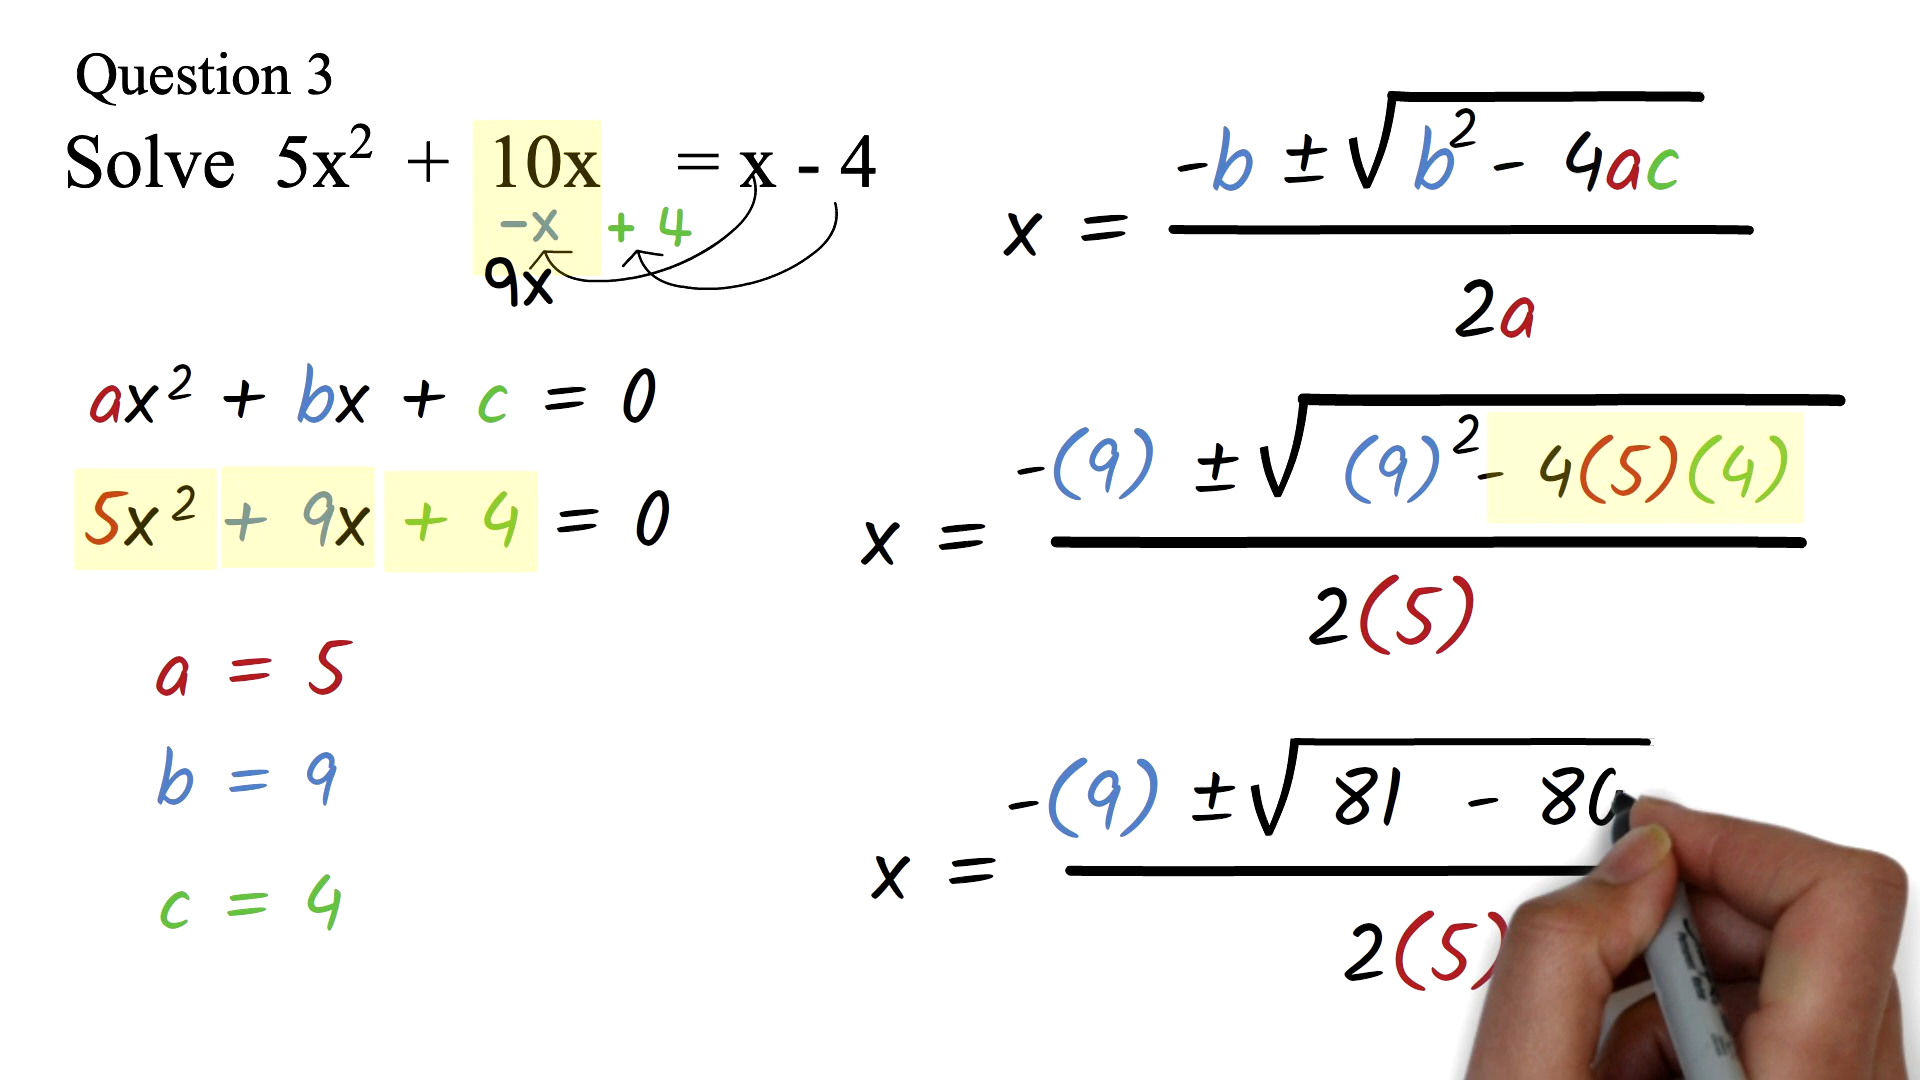 Question 3
Solve 5x² + 10x = x - 4
-x + 4
9x
ax² + bx + c = 0
5x² + 9x + 4 = 0
a = 5
b = 9
c = 4
x = -b ± √ b² - 4ac
2a
x = -(9) ± √ (9)² - 4(5)(4)
2(5)
x = -(9) ± √ 81 - 80
2(5)